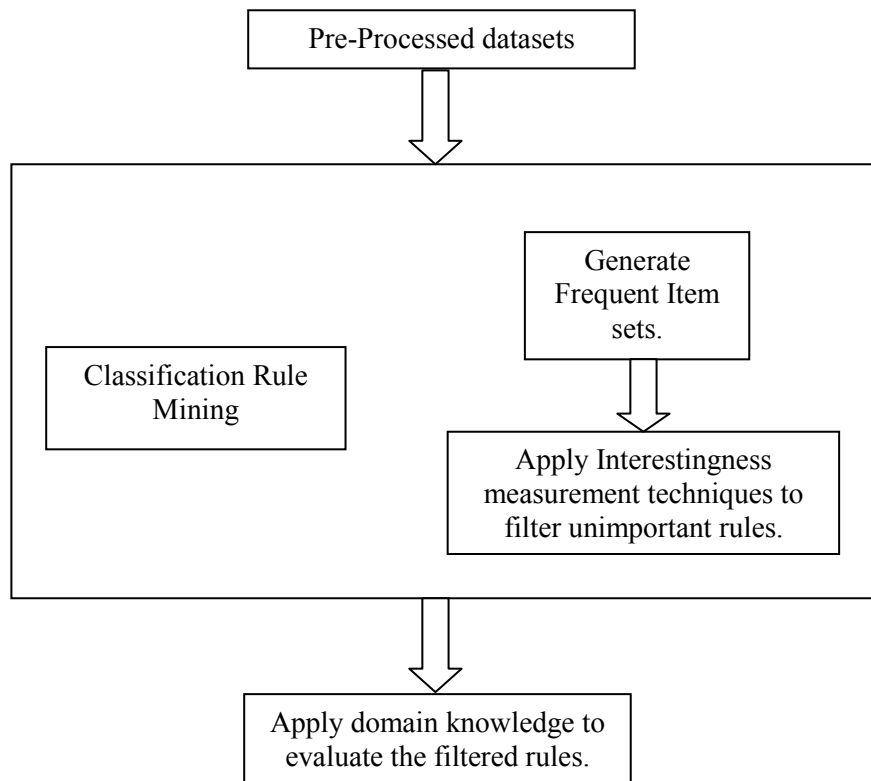 Pre-Processed datasets
Generate
Frequent Item
sets.
Classification Rule
Mining
Apply Interestingness
measurement techniques to
filter unimportant rules.
Apply domain knowledge to
evaluate the filtered rules.